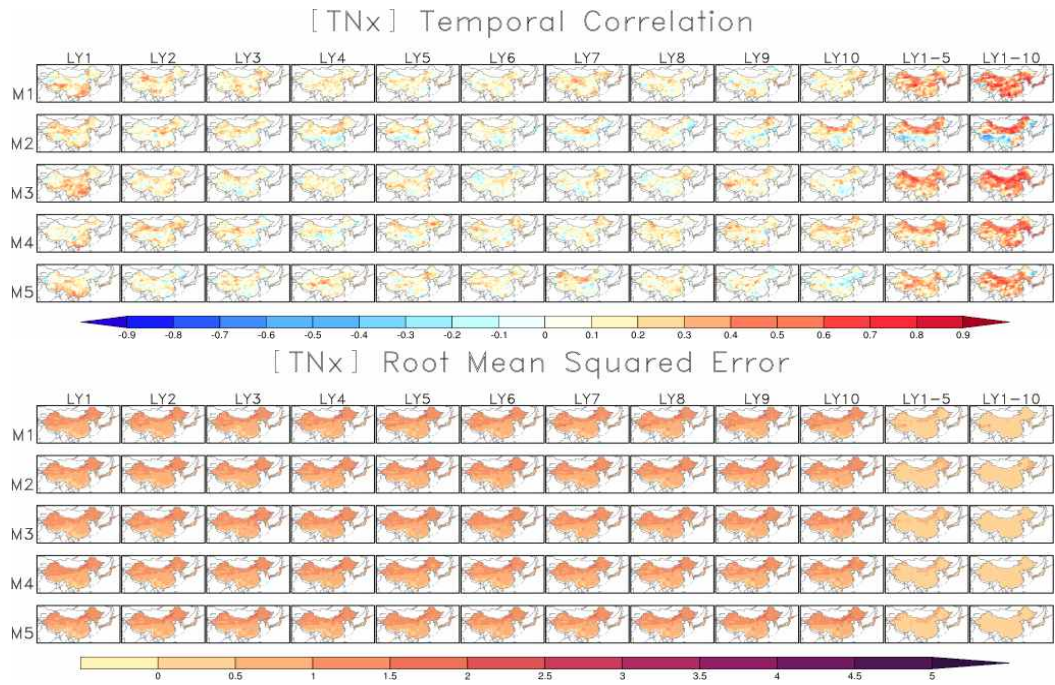 [TNx] Temporal Correlation
LY1 LY2 LY3 LY4 LY5 LY6 LY7 LY8 LY9 LY10 LY1-5 LY1-10
M1
M2
M3
M4
M5
-0.9 -0.8 -0.7 -0.6 -0.5 -0.4 -0.3 -0.2 -0.1 0 0.1 0.2 0.3 0.4 0.5 0.6 0.7 0.8 0.9
[TNx] Root Mean Squared Error
LY1 LY2 LY3 LY4 LY5 LY6 LY7 LY8 LY9 LY10 LY1-5 LY1-10
M1
M2
M3
M4
M5
0 0.5 1 1.5 2 2.5 3 3.5 4 4.5 5